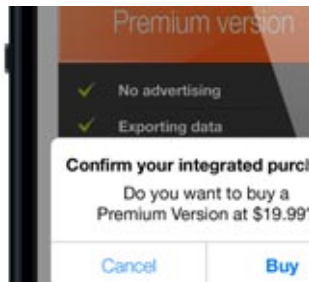 Premium version
No advertising
Exporting data
Confirm your integrated purc
Do you want to buy a
Premium Version at $19.99?
Cancel
Buy